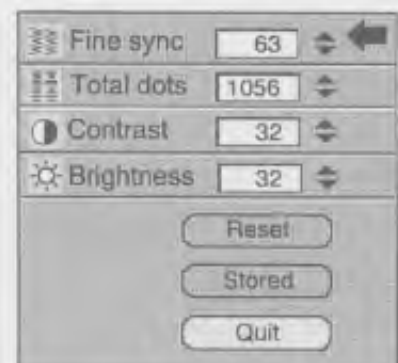 Fine sync 63
Total dots 1056
Contrast 32
Brightness 32
Reset
Stored
Quit